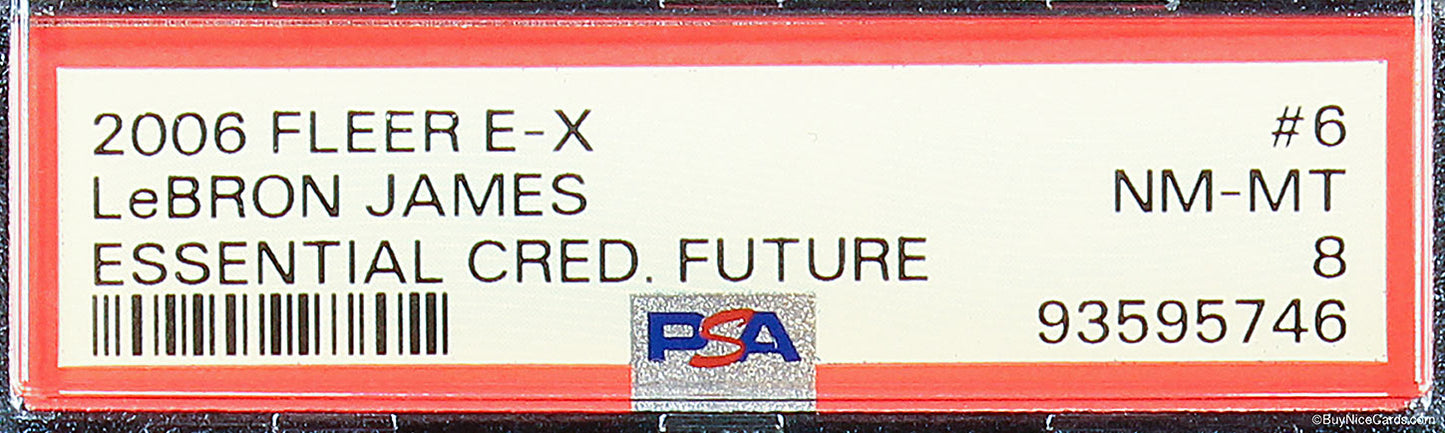 2006 FLEER E-X #6
LeBRON JAMES NM-MT
ESSENTIAL CRED. FUTURE 8
93595746
PSA
©BuyNiceCards.com